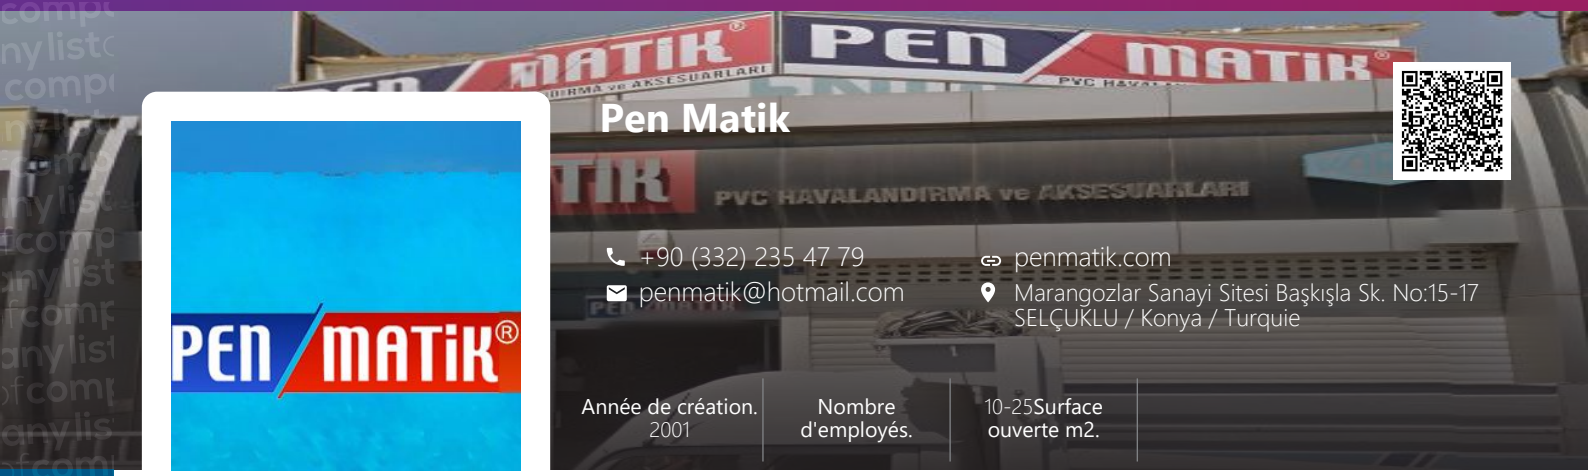 PEN / MATIK®
PVC HAVALANDIRMA ve AKSESUARLARI
Pen Matik
PEN / MATİK®
+90 (332) 235 47 79
penmatik@hotmail.com
penmatik.com
Marangozlar Sanayi Sitesi Başkışla Sk. No:15-17
SELÇUKLU / Konya / Turquie
Année de création.
2001
Nombre
d'employés.
10-25Surface
ouverte m2.